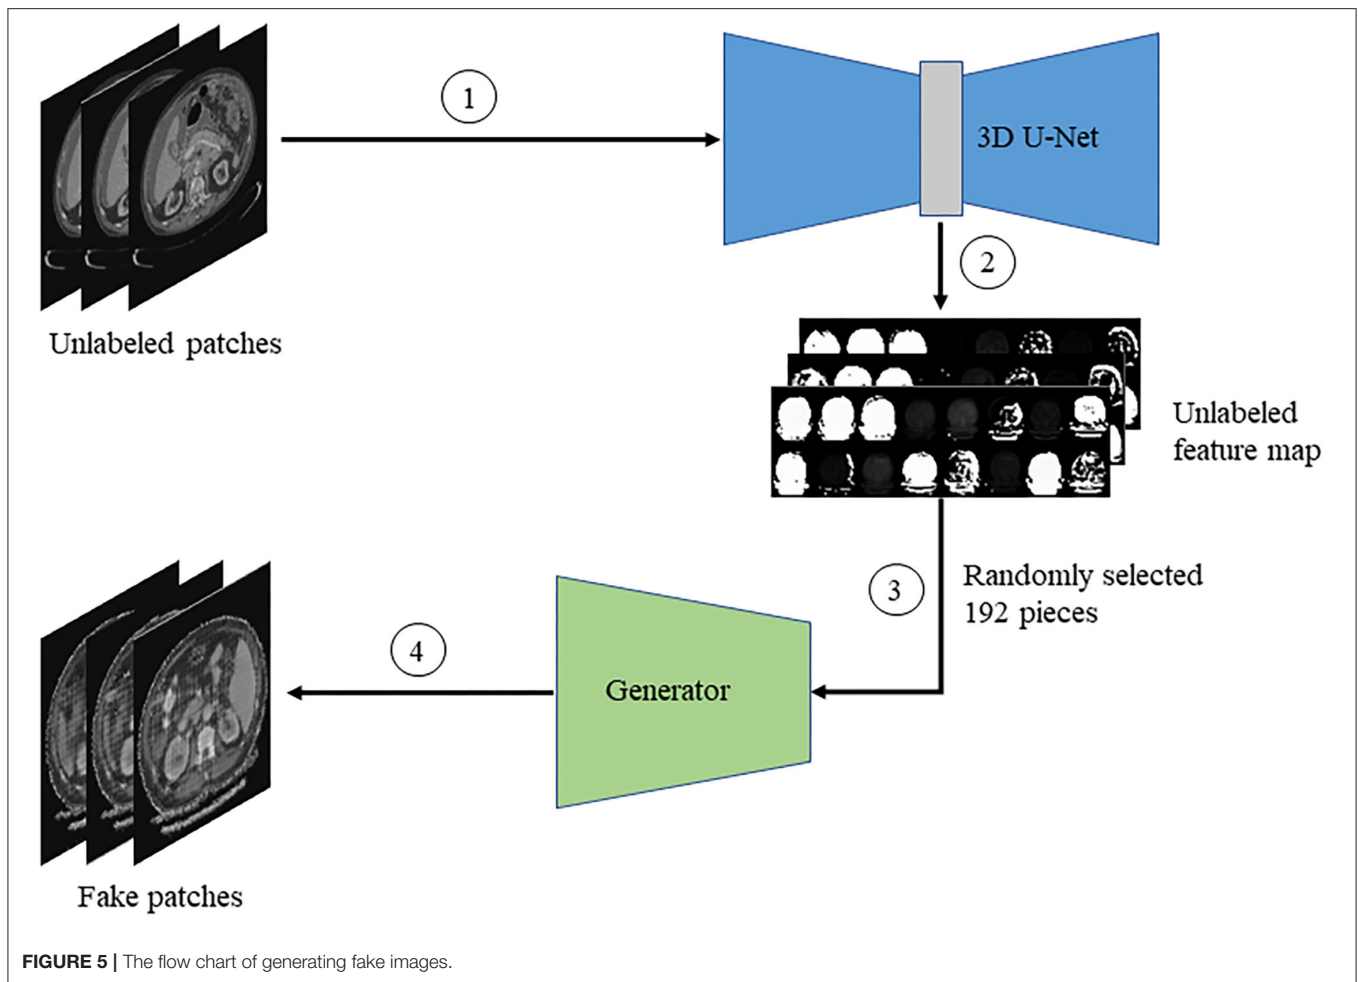 1
3D U-Net
2
Unlabeled patches
Unlabeled
feature map
3
Randomly selected
192 pieces
4
Generator
Fake patches
FIGURE 5 | The flow chart of generating fake images.